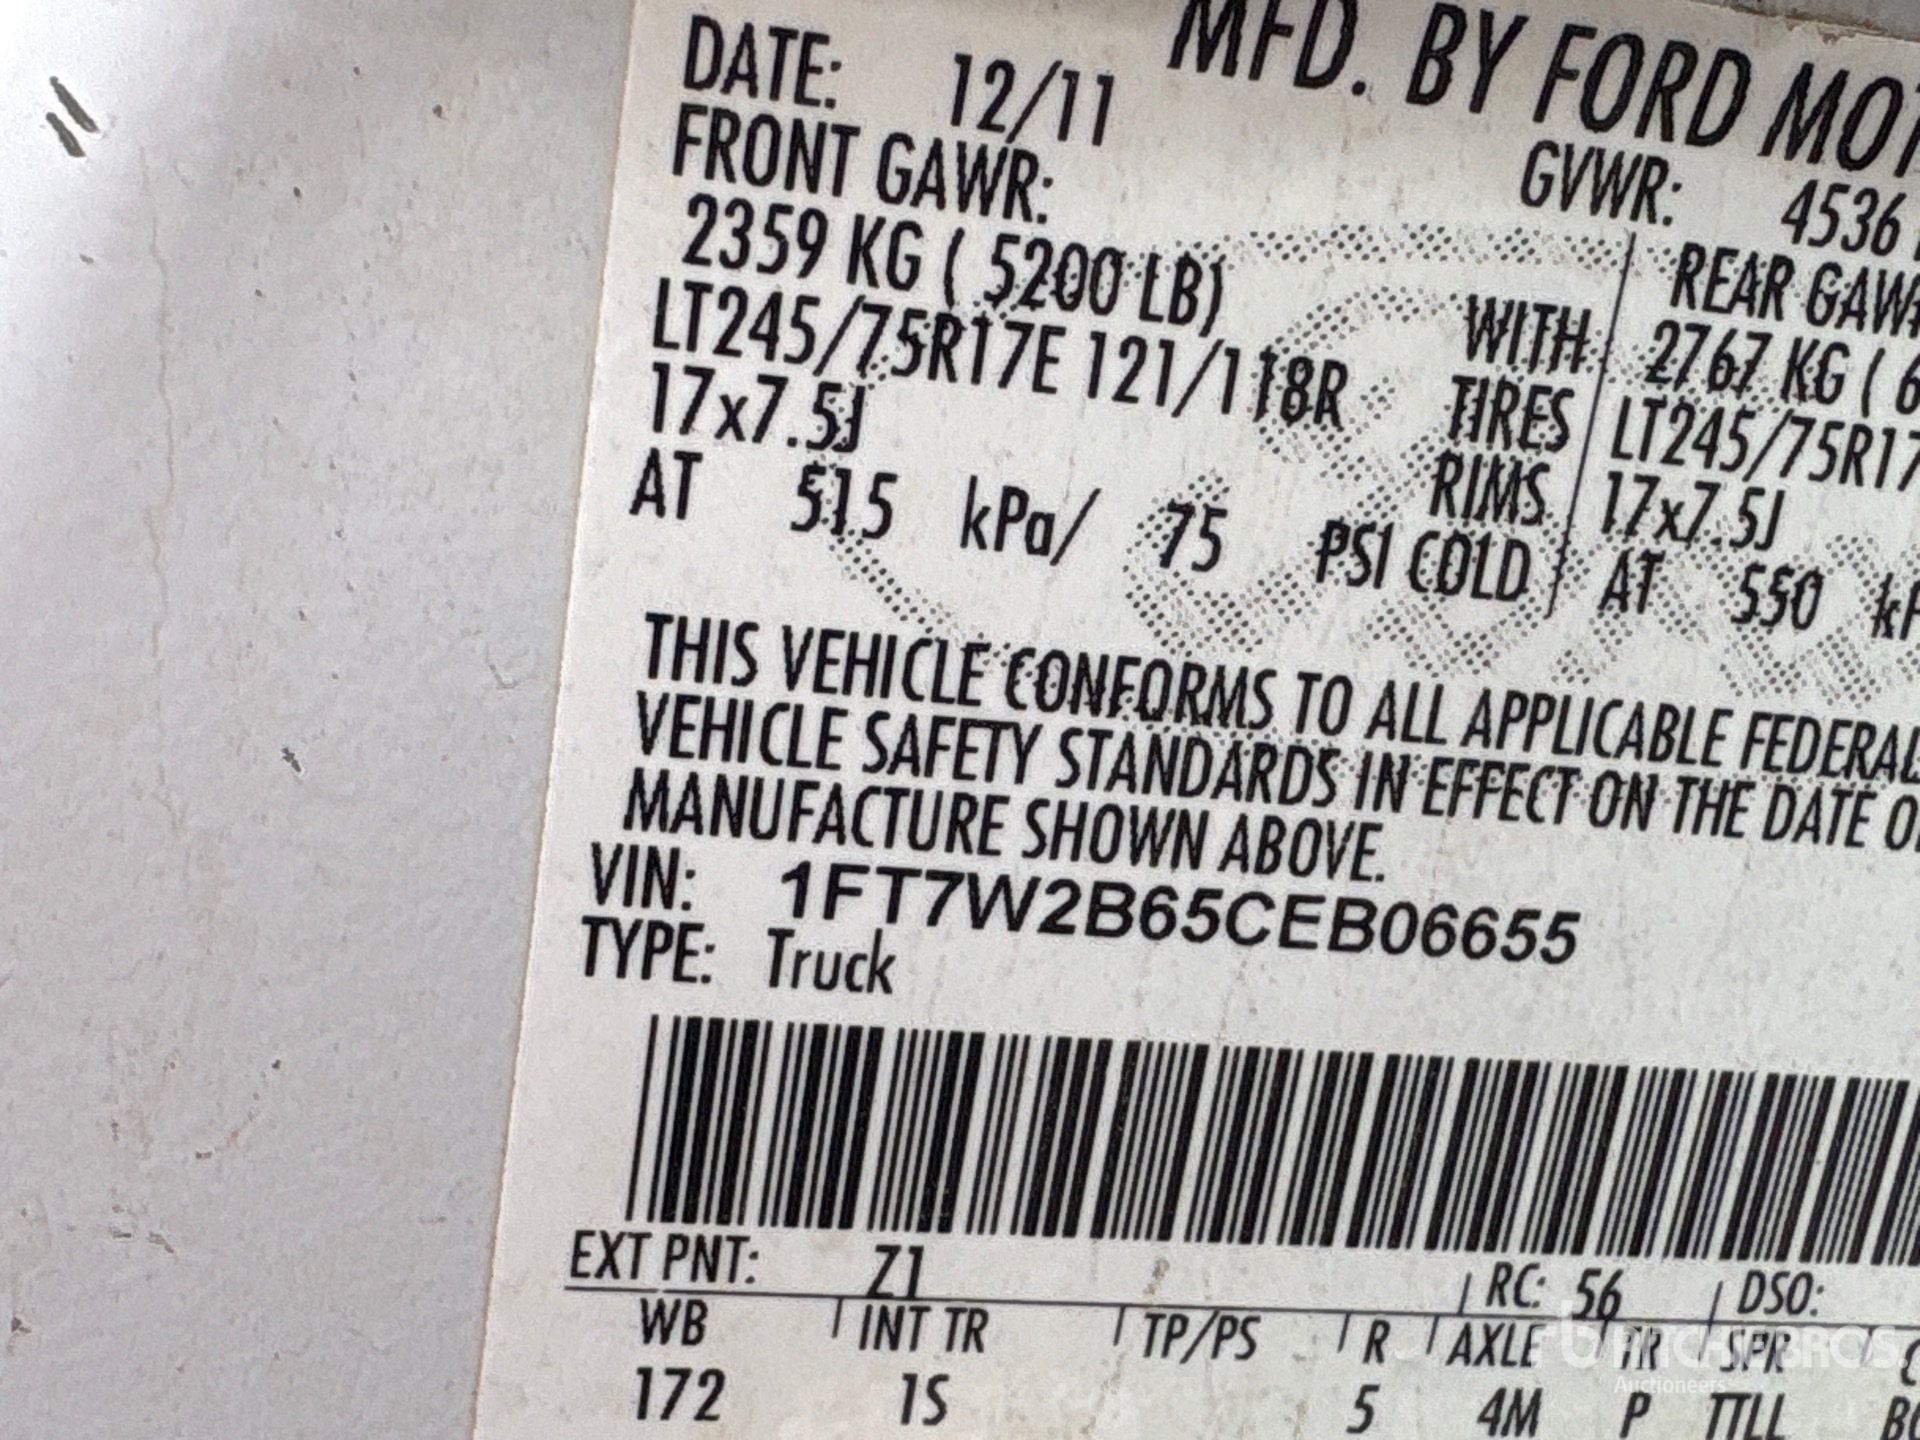 MFD. BY FORD
DATE: 12/11
GVWR: 4536
FRONT GAWR:
2359 KG ( 5200 LB)
LT245/75R17E 121/118R
17x7.5J
AT 515 kPa/ 75 PSI COLD
WITH
TIRES
RIMS
REAR
2767 KG (
LT245/75R17
17x7.5J
AT 550
THIS VEHICLE CONFORMS TO ALL APPLICABLE FEDERAL
VEHICLE SAFETY STANDARDS IN EFFECT ON THE DATE
MANUFACTURE SHOWN ABOVE.
VIN: 1FT7W2B65CEB06655
TYPE: Truck
EXT PNT: Z1 RC: 56 DSO:
WB INT TR TP/PS R AXLE TR SPR
172 1S 5 4M P TTLL
RITCHIE BROS.
Auctioneers